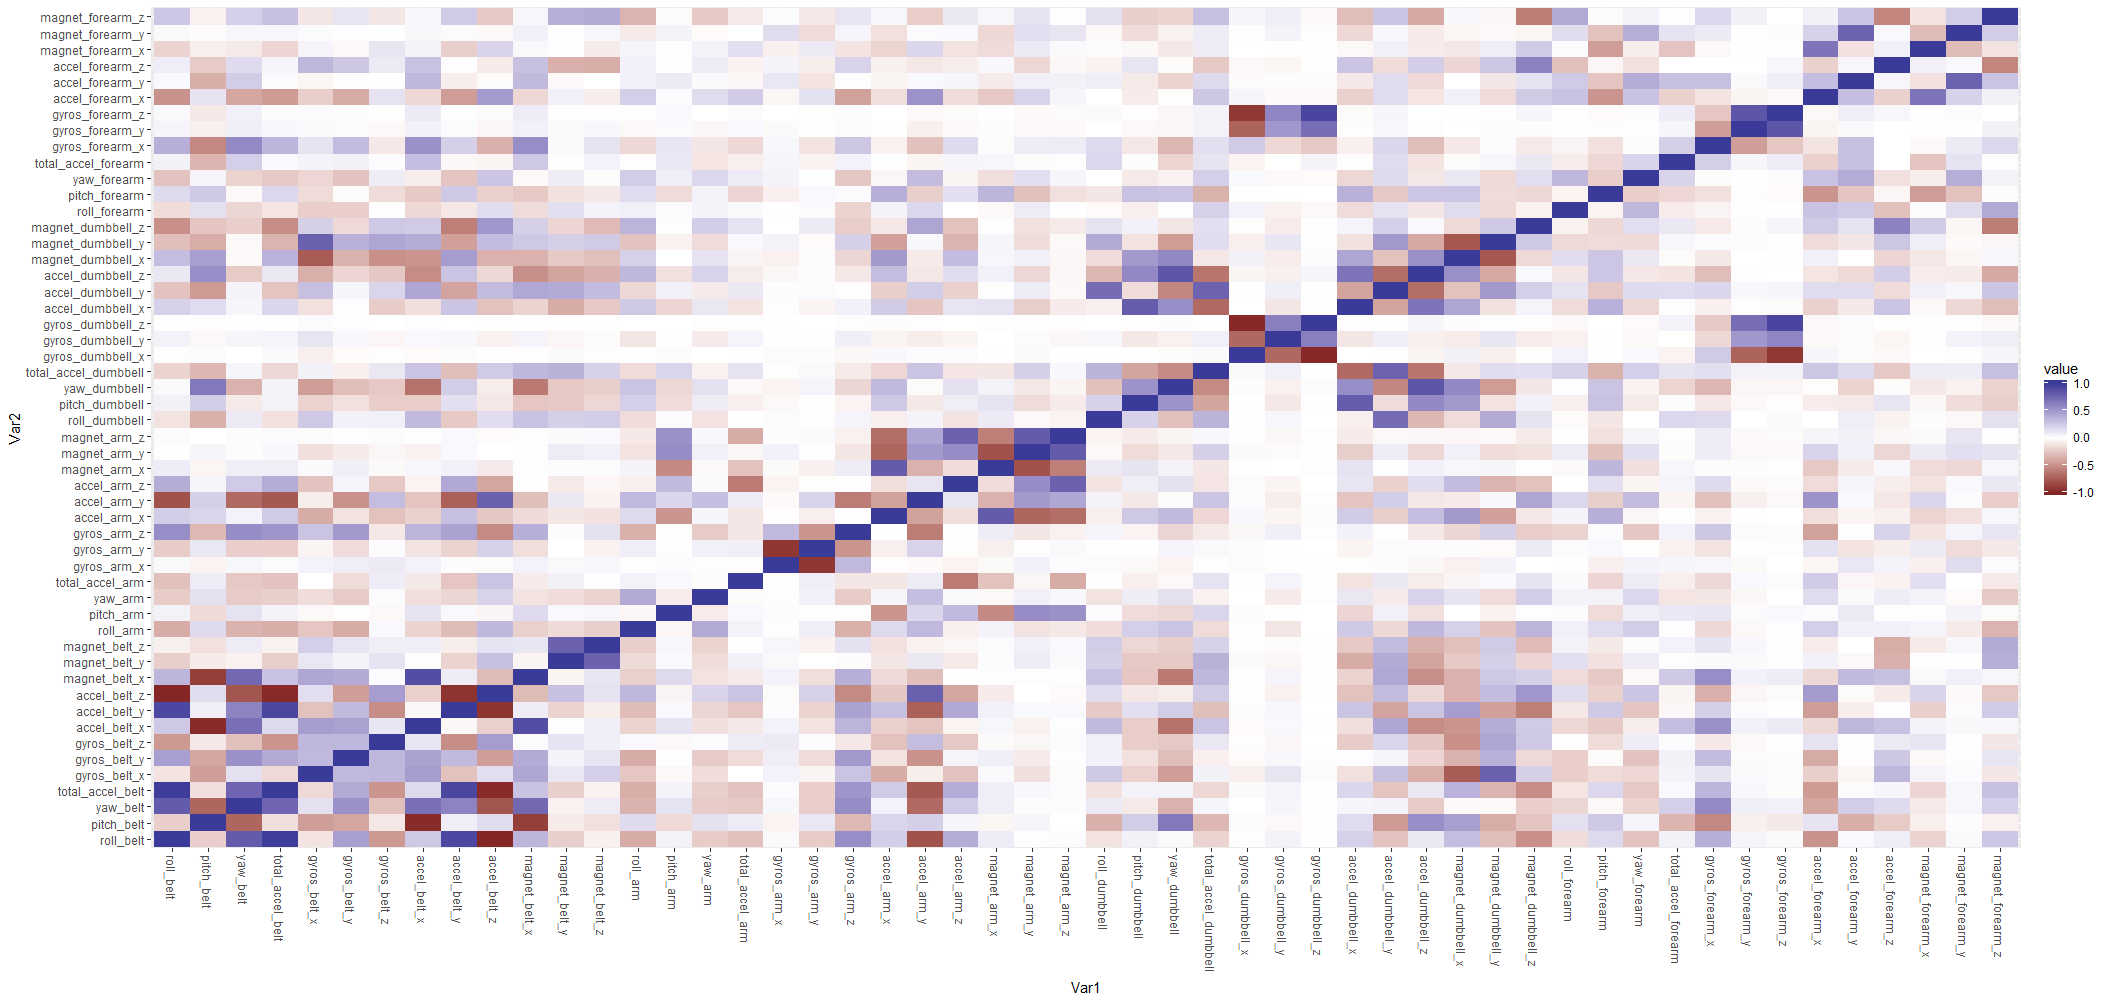 magnet_forearm_z
magnet_forearm_y
magnet_forearm_x
accel_forearm_z
accel_forearm_y
accel_forearm_x
gyros_forearm_z
gyros_forearm_y
gyros_forearm_x
total_accel_forearm
yaw_forearm
pitch_forearm
roll_forearm
magnet_dumbbell_z
magnet_dumbbell_y
magnet_dumbbell_x
accel_dumbbell_z
accel_dumbbell_y
accel_dumbbell_x
gyros_dumbbell_z
gyros_dumbbell_y
gyros_dumbbell_x
total_accel_dumbbell
yaw_dumbbell
pitch_dumbbell
roll_dumbbell
magnet_arm_z
magnet_arm_y
magnet_arm_x
accel_arm_z
accel_arm_y
accel_arm_x
gyros_arm_z
gyros_arm_y
gyros_arm_x
total_accel_arm
yaw_arm
pitch_arm
roll_arm
magnet_belt_z
magnet_belt_y
magnet_belt_x
accel_belt_z
accel_belt_y
accel_belt_x
gyros_belt_z
gyros_belt_y
gyros_belt_x
total_accel_belt
yaw_belt
pitch_belt
roll_belt
Var2
roll_belt
pitch_belt
yaw_belt
total_accel_belt
gyros_belt_x
gyros_belt_y
gyros_belt_z
accel_belt_x
accel_belt_y
accel_belt_z
magnet_belt_x
magnet_belt_y
magnet_belt_z
roll_arm
pitch_arm
yaw_arm
total_accel_arm
gyros_arm_x
gyros_arm_y
gyros_arm_z
accel_arm_x
accel_arm_y
accel_arm_z
magnet_arm_x
magnet_arm_y
magnet_arm_z
roll_dumbbell
pitch_dumbbell
yaw_dumbbell
total_accel_dumbbell
gyros_dumbbell_x
gyros_dumbbell_y
gyros_dumbbell_z
accel_dumbbell_x
accel_dumbbell_y
accel_dumbbell_z
magnet_dumbbell_x
magnet_dumbbell_y
magnet_dumbbell_z
roll_forearm
pitch_forearm
yaw_forearm
total_accel_forearm
gyros_forearm_x
gyros_forearm_y
gyros_forearm_z
accel_forearm_x
accel_forearm_y
accel_forearm_z
magnet_forearm_x
magnet_forearm_y
magnet_forearm_z
Var1
value
1.0
0.5
0.0
-0.5
-1.0